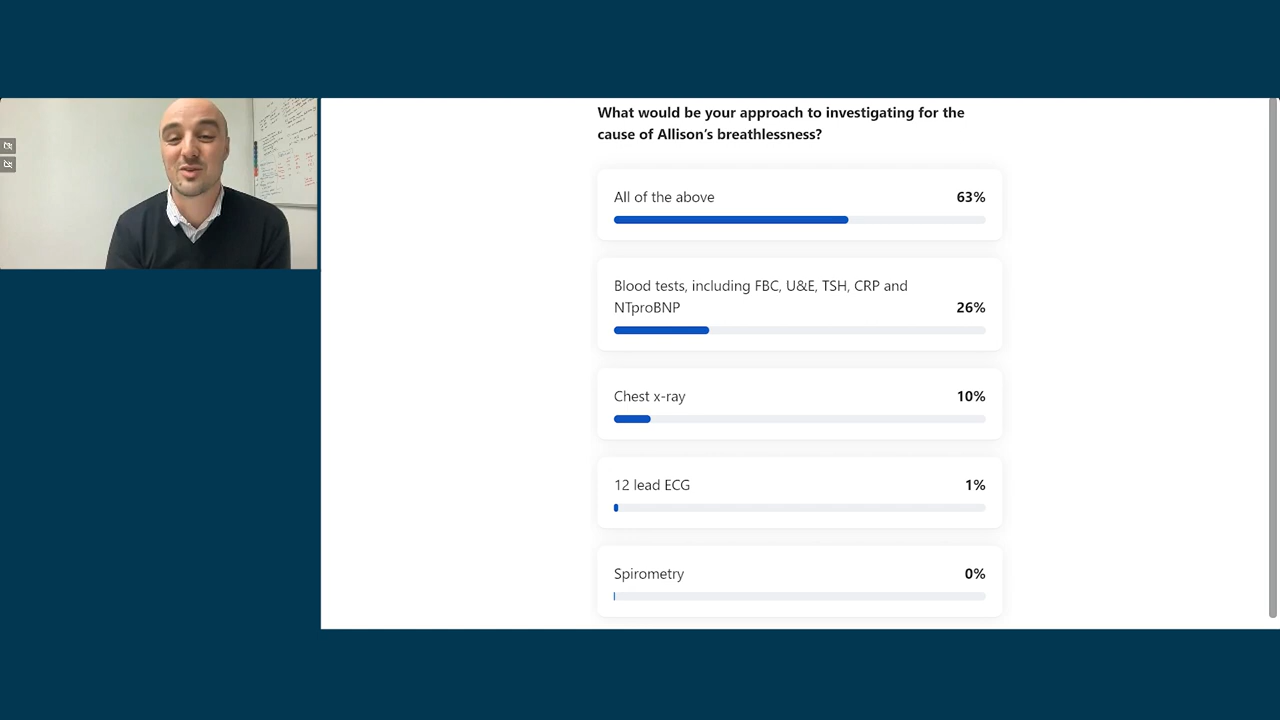 What would be your approach to investigating for the
cause of Allison's breathlessness?
All of the above 63%
Blood tests, including FBC, U&E, TSH, CRP and
NTproBNP 26%
Chest x-ray 10%
12 lead ECG 1%
Spirometry 0%